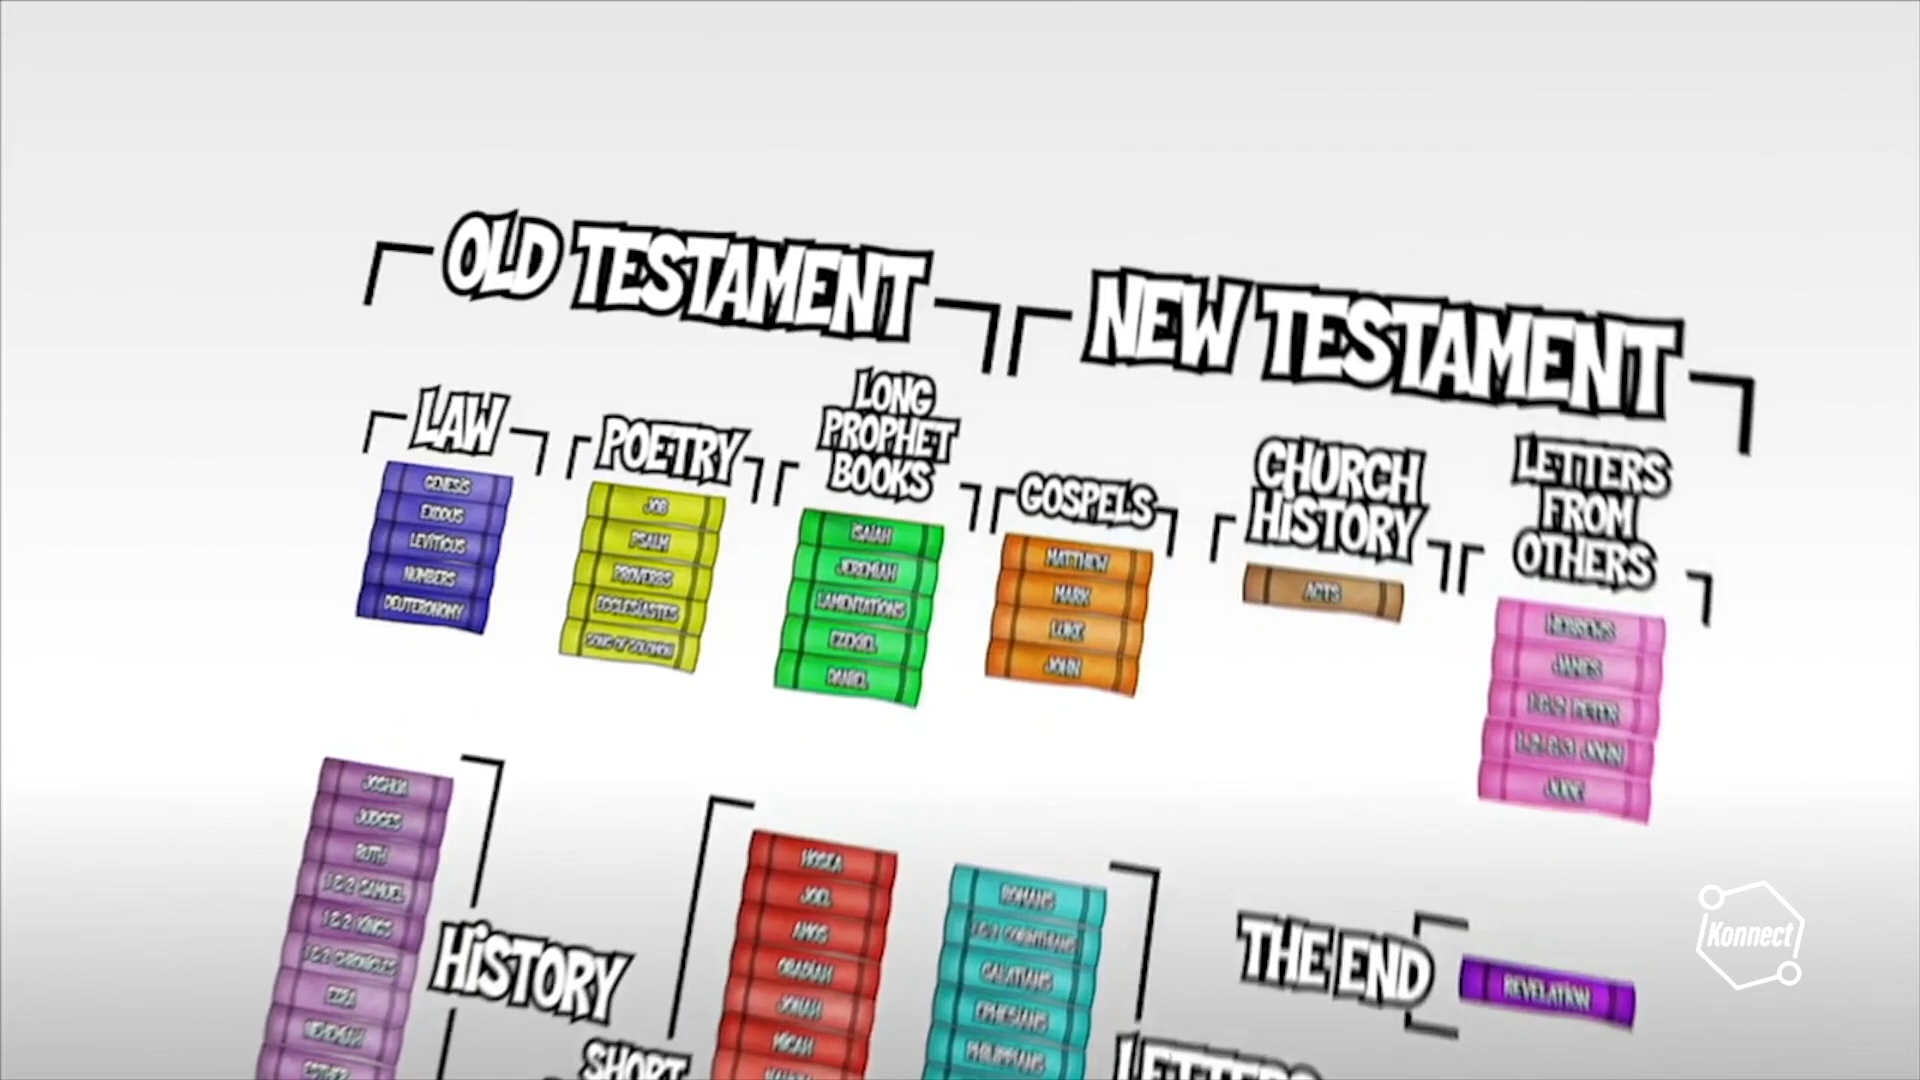 OLD TESTAMENT
NEW TESTAMENT
LAW
GENESIS
EXODUS
LEVITICUS
NUMBERS
DEUTERONOMY
POETRY
JOB
PSALM
PROVERBS
ECCLESIASTES
SONG OF SOLOMON
LONG
PROPHET
BOOKS
ISAIAH
JEREMIAH
LAMENTATIONS
EZEKIEL
DANIEL
GOSPELS
MATTHEW
MARK
LUKE
JOHN
CHURCH
HISTORY
ACTS
LETTERS
FROM
OTHERS
HEBREWS
JAMES
1 & 2 PETER
1, 2, & 3 JOHN
JUDE
JOSHUA
JUDGES
RUTH
1 & 2 SAMUEL
1 & 2 KINGS
1 & 2 CHRONICLES
EZRA
NEHEMIAH
ESTHER
HISTORY
SHORT
HOSEA
JOEL
AMOS
OBADIAH
JONAH
MICAH
ROMANS
1 & 2 CORINTHIANS
GALATIANS
EPHESIANS
PHILIPPIANS
LETTERS
THE END
REVELATION
Konnect